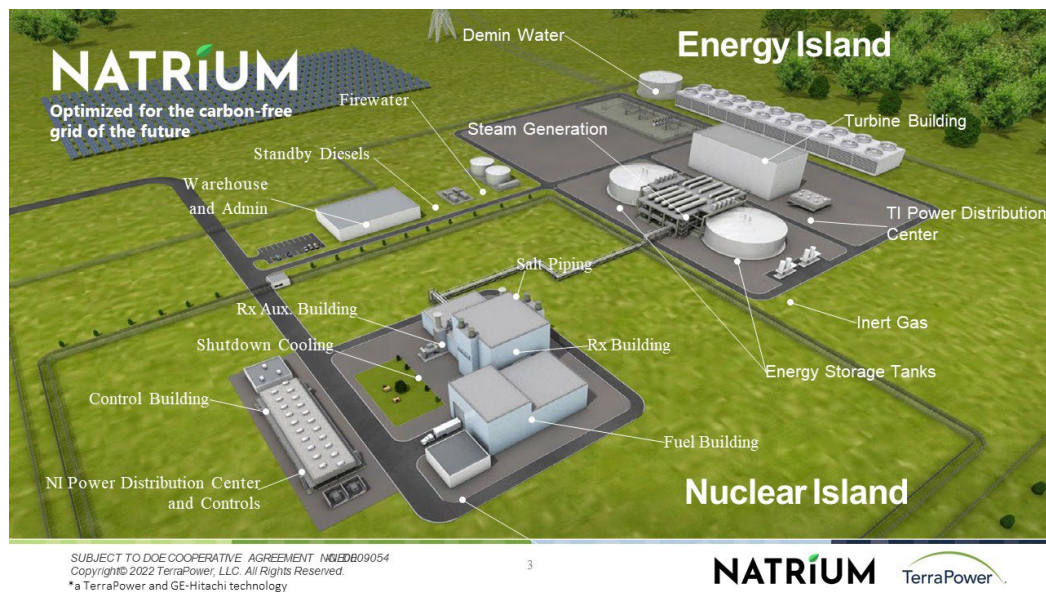 NATRiUM
Optimized for the carbon-free
grid of the future
Energy Island
Demin Water
Firewater
Steam Generation
Turbine Building
Standby Diesels
Warehouse
and Admin
TI Power Distribution
Center
Salt Piping
Rx Aux. Building
Inert Gas
Shutdown Cooling
Rx Building
Energy Storage Tanks
Control Building
Fuel Building
NI Power Distribution Center
and Controls
Nuclear Island
SUBJECT TO DOE COOPERATIVE AGREEMENT
Copyright© 2022 TerraPower, LLC. All Rights Reserved.
*a TerraPower and GE-Hitachi technology
3
NATRiUM
TerraPower